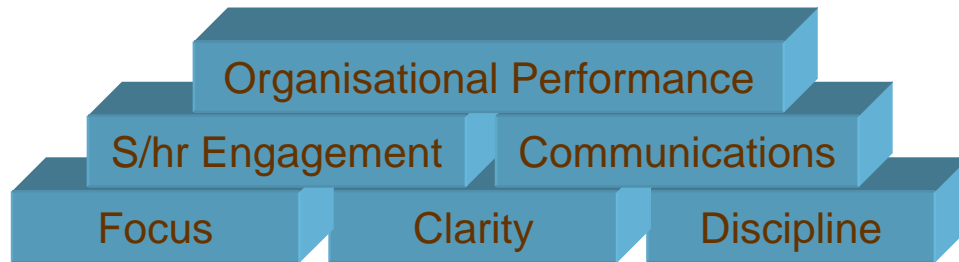 Organisational Performance
S/hr Engagement Communications
Focus Clarity Discipline